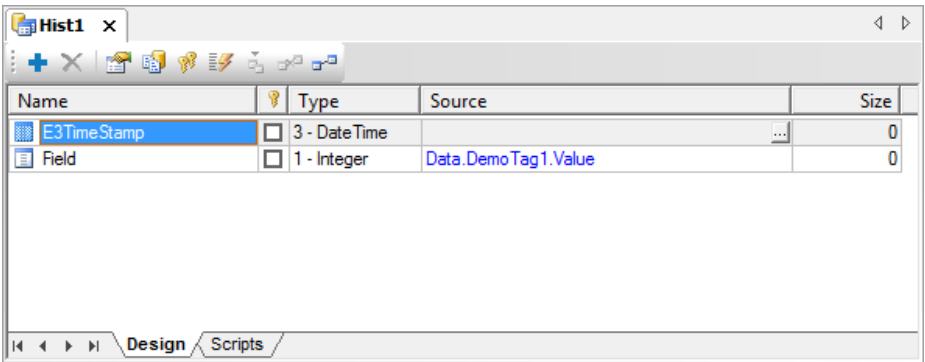 Hist1
Name Type Source Size
E3TimeStamp 3 - DateTime ... 0
Field 1 - Integer Data.DemoTag1.Value 0
Design Scripts